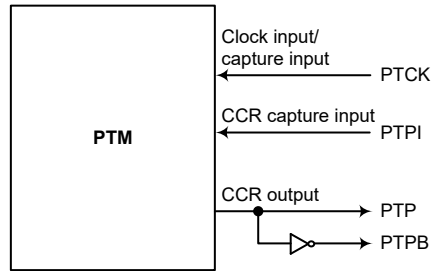 Clock input/
capture input
PTCK
CCR capture input
PTPI
PTM
CCR output
PTP
PTPB